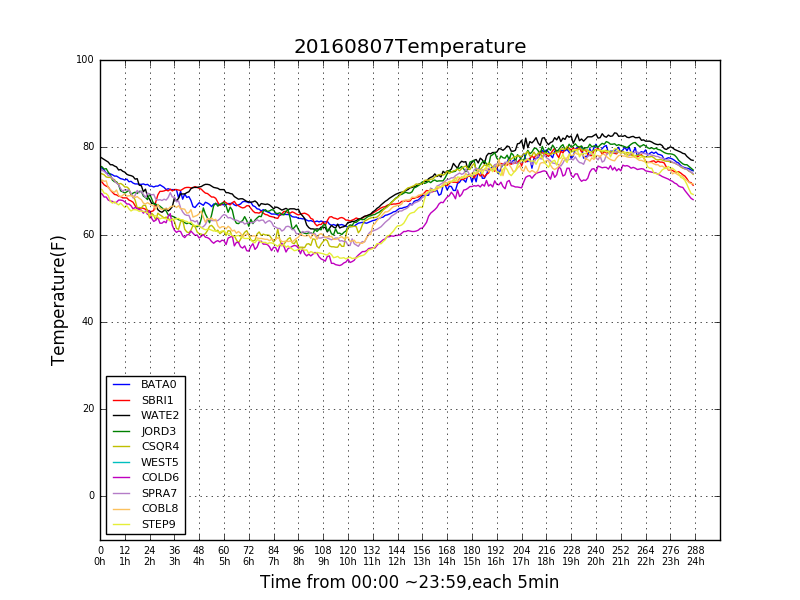 20160807Temperature
100
80
60
40
20
0
Temperature(F)
BATA0
SBRI1
WATE2
JORD3
CSQR4
WEST5
COLD6
SPRA7
COBL8
STEP9
0 12 24 36 48 60 72 84 96 108 120 132 144 156 168 180 192 204 216 228 240 252 264 276 288
0h 1h 2h 3h 4h 5h 6h 7h 8h 9h 10h 11h 12h 13h 14h 15h 16h 17h 18h 19h 20h 21h 22h 23h 24h
Time from 00:00 ~23:59,each 5min